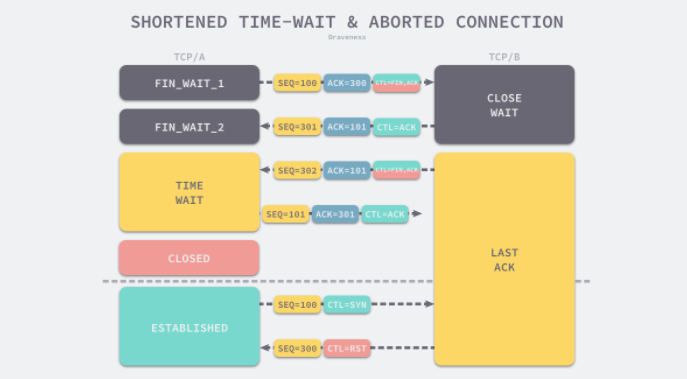 SHORTENED TIME-WAIT & ABORTED CONNECTION
Draveness
TCP/A
TCP/B
FIN_WAIT_1
SEQ=100 ACK=300 CTL=FIN,ACK
CLOSE
WAIT
FIN_WAIT_2
SEQ=301 ACK=101 CTL=ACK
TIME
WAIT
SEQ=302 ACK=101 CTL=FIN,ACK
SEQ=101 ACK=301 CTL=ACK
CLOSED
LAST
ACK
ESTABLISHED
SEQ=100 CTL=SYN
SEQ=300 CTL=RST